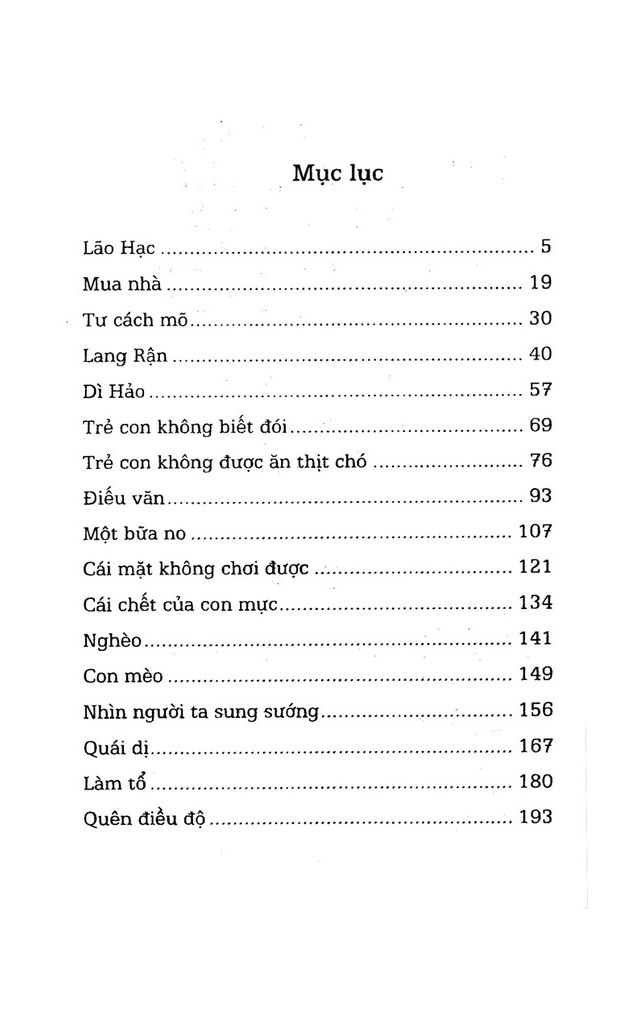 Mục lục
Lão Hạc ................................................................ 5
Mua nhà ............................................................. 19
Tư cách mõ......................................................... 30
Lang Rận ............................................................ 40
Dì Hảo ................................................................ 57
Trẻ con không biết đói........................................ 69
Trẻ con không được ăn thịt chó .......................... 76
Điếu văn.............................................................. 93
Một bữa no ....................................................... 107
Cái mặt không chơi được .................................. 121
Cái chết của con mực........................................ 134
Nghèo............................................................... 141
Con mèo ........................................................... 149
Nhìn người ta sung sướng................................. 156
Quái dị.............................................................. 167
Làm tổ .............................................................. 180
Quên điều độ .................................................... 193